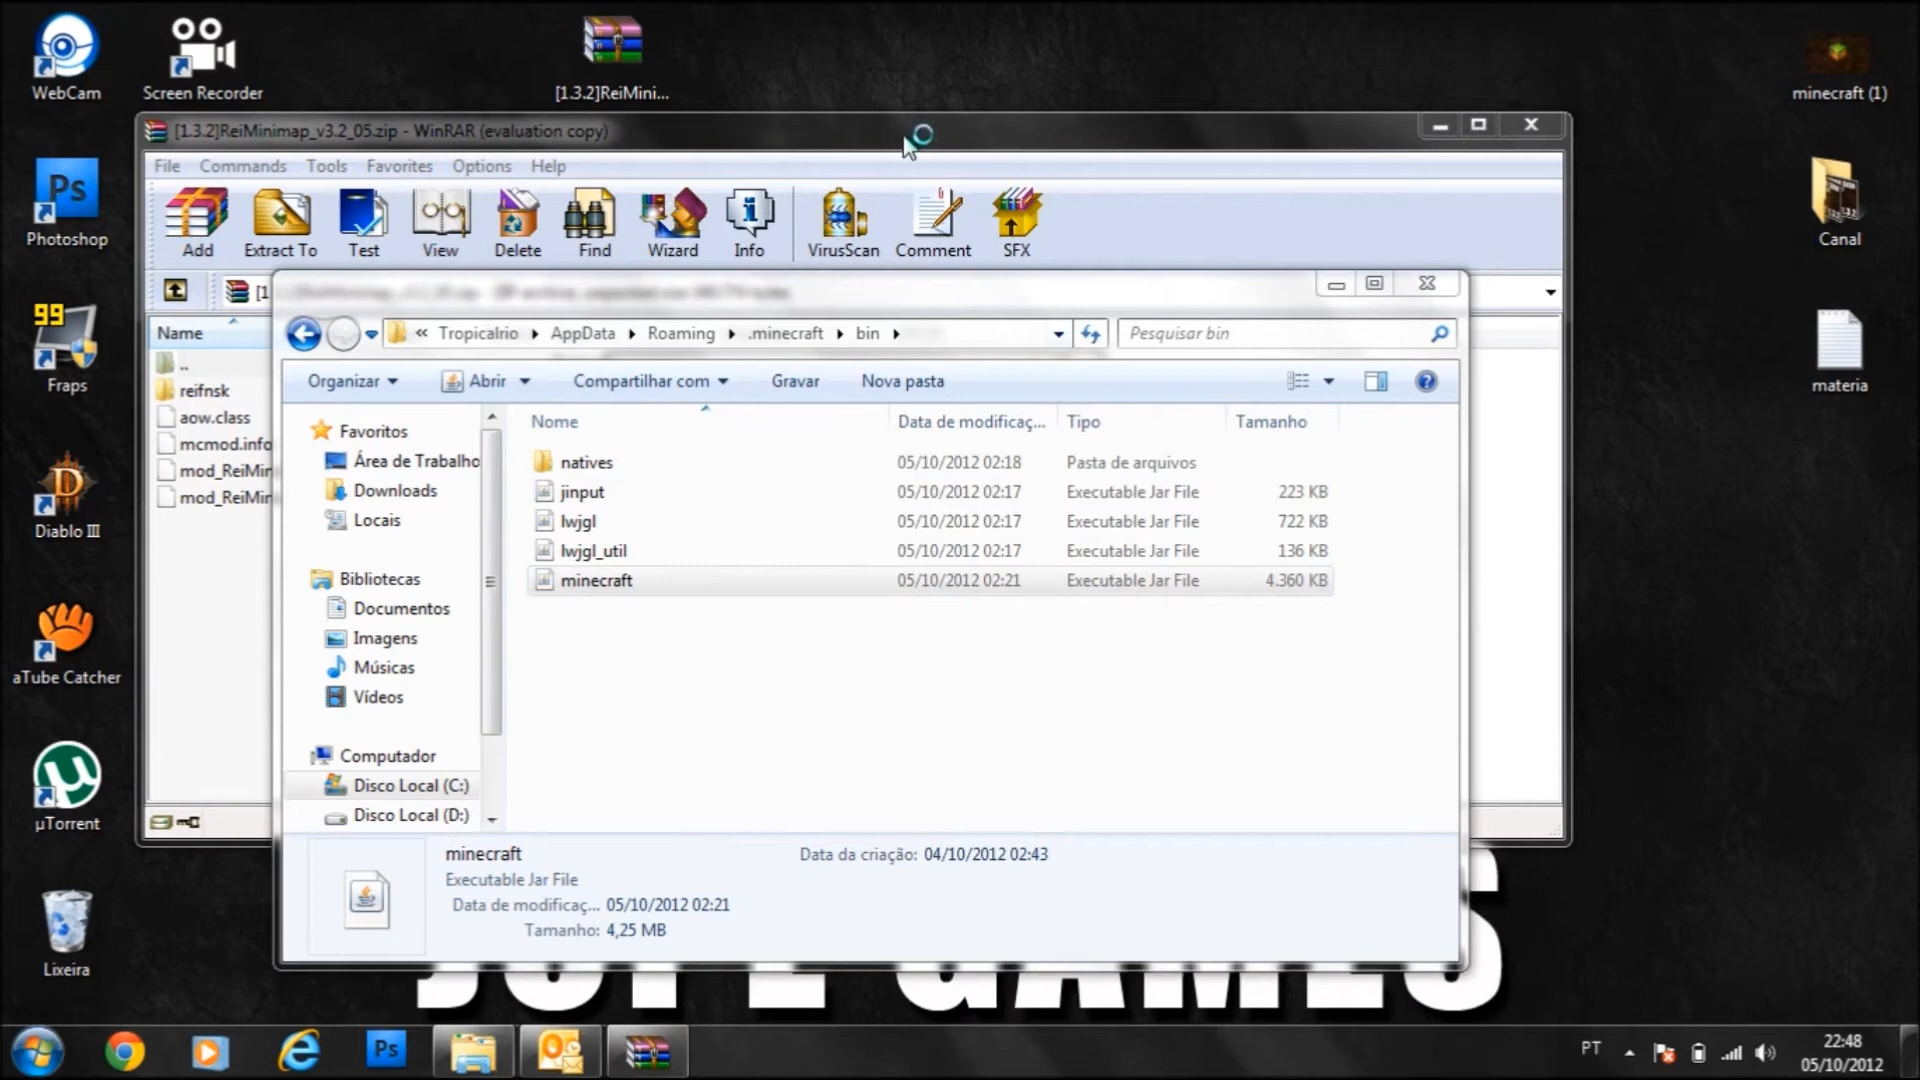 WebCam
Screen Recorder
[1.3.2]ReiMini...
minecraft (1)
[1.3.2]ReiMinimap_v3.2_05.zip - WinRAR (evaluation copy)
File Commands Tools Favorites Options Help
Add Extract To Test View Delete Find Wizard Info VirusScan Comment SFX
Ps
Photoshop
Canal
[1
Name
..
reifnsk
aow.class
mcmod.info
mod_ReiMin
mod_ReiMin
« Tropicalrio AppData Roaming .minecraft bin
Pesquisar bin
Organizar Abrir Compartilhar com Gravar Nova pasta
99
Fraps
materia
Favoritos
Área de Trabalho
Downloads
Locais
Bibliotecas
Documentos
Imagens
Músicas
Vídeos
Computador
Disco Local (C:)
Disco Local (D:)
Nome Data de modificaç... Tipo Tamanho
natives 05/10/2012 02:18 Pasta de arquivos
jinput 05/10/2012 02:17 Executable Jar File 223 KB
lwjgl 05/10/2012 02:17 Executable Jar File 722 KB
lwjgl_util 05/10/2012 02:17 Executable Jar File 136 KB
minecraft 05/10/2012 02:21 Executable Jar File 4.360 KB
Diablo III
aTube Catcher
µTorrent
Lixeira
minecraft Data da criação: 04/10/2012 02:43
Executable Jar File
Data de modificaç... 05/10/2012 02:21
Tamanho: 4,25 MB
GAMES
Ps
PT
22:48
05/10/2012